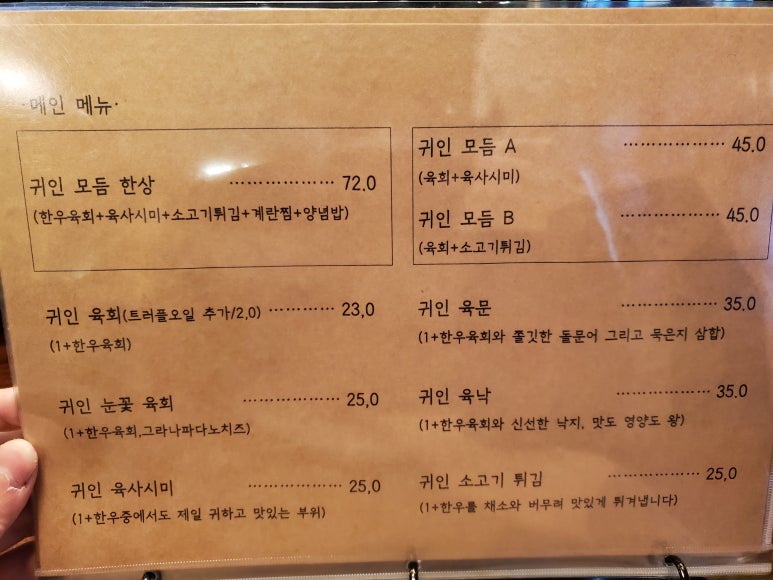 ·메인 메뉴·
귀인 모듬 한상 ·················· 72.0
(한우육회+육사시미+소고기튀김+계란찜+양념밥)
귀인 모듬 A ·················· 45.0
(육회+육사시미)
귀인 모듬 B ·················· 45.0
(육회+소고기튀김)
귀인 육회(트러플오일 추가/2,0) ············ 23,0
(1+한우육회)
귀인 눈꽃 육회 ················· 25,0
(1+한우육회,그라나파다노치즈)
귀인 육사시미 ················· 25,0
(1+한우중에서도 제일 귀하고 맛있는 부위)
귀인 육문 ················· 35.0
(1+한우육회와 쫄깃한 돌문어 그리고 묵은지 삼합)
귀인 육낙 ················· 35.0
(1+한우육회와 신선한 낙지, 맛도 영양도 왕)
귀인 소고기 튀김 ················ 25,0
(1+한우를 채소와 버무려 맛있게 튀겨냅니다)